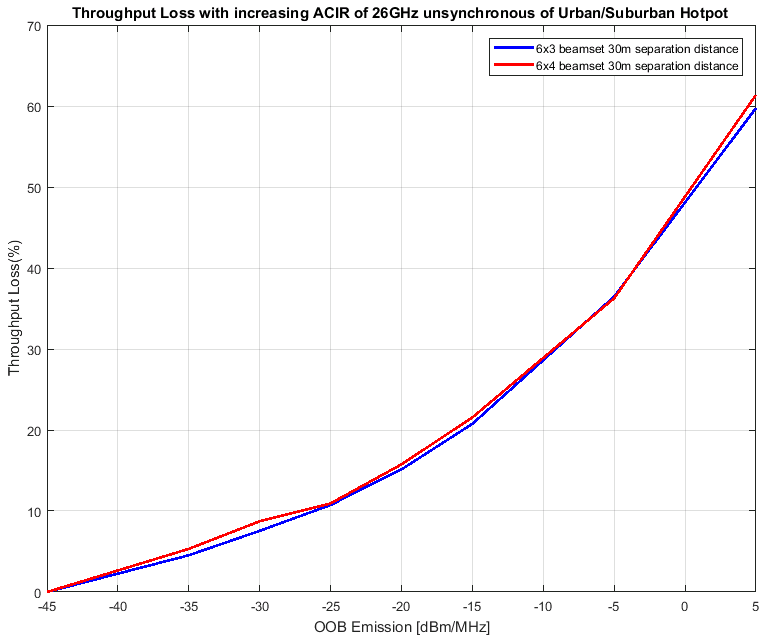 Throughput Loss with increasing ACIR of 26GHz unsynchronous of Urban/Suburban Hotpot
6x3 beamset 30m separation distance
6x4 beamset 30m separation distance
Throughput Loss(%)
70
60
50
40
30
20
10
0
-45 -40 -35 -30 -25 -20 -15 -10 -5 0 5
OOB Emission [dBm/MHz]